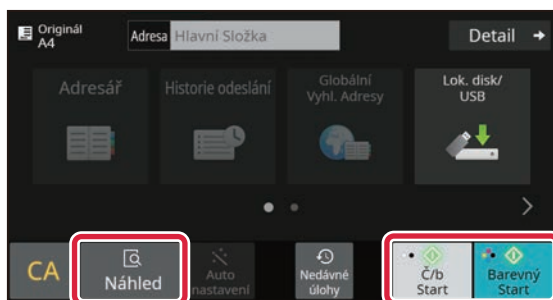 Originál
A4
Adresa Hlavní Složka
Detail
Adresář
Historie odeslání
Globální
Vyhl. Adresy
Lok. disk/
USB
CA
Náhled
Auto
nastavení
Nedávné
úlohy
Č/b
Start
Barevný
Start